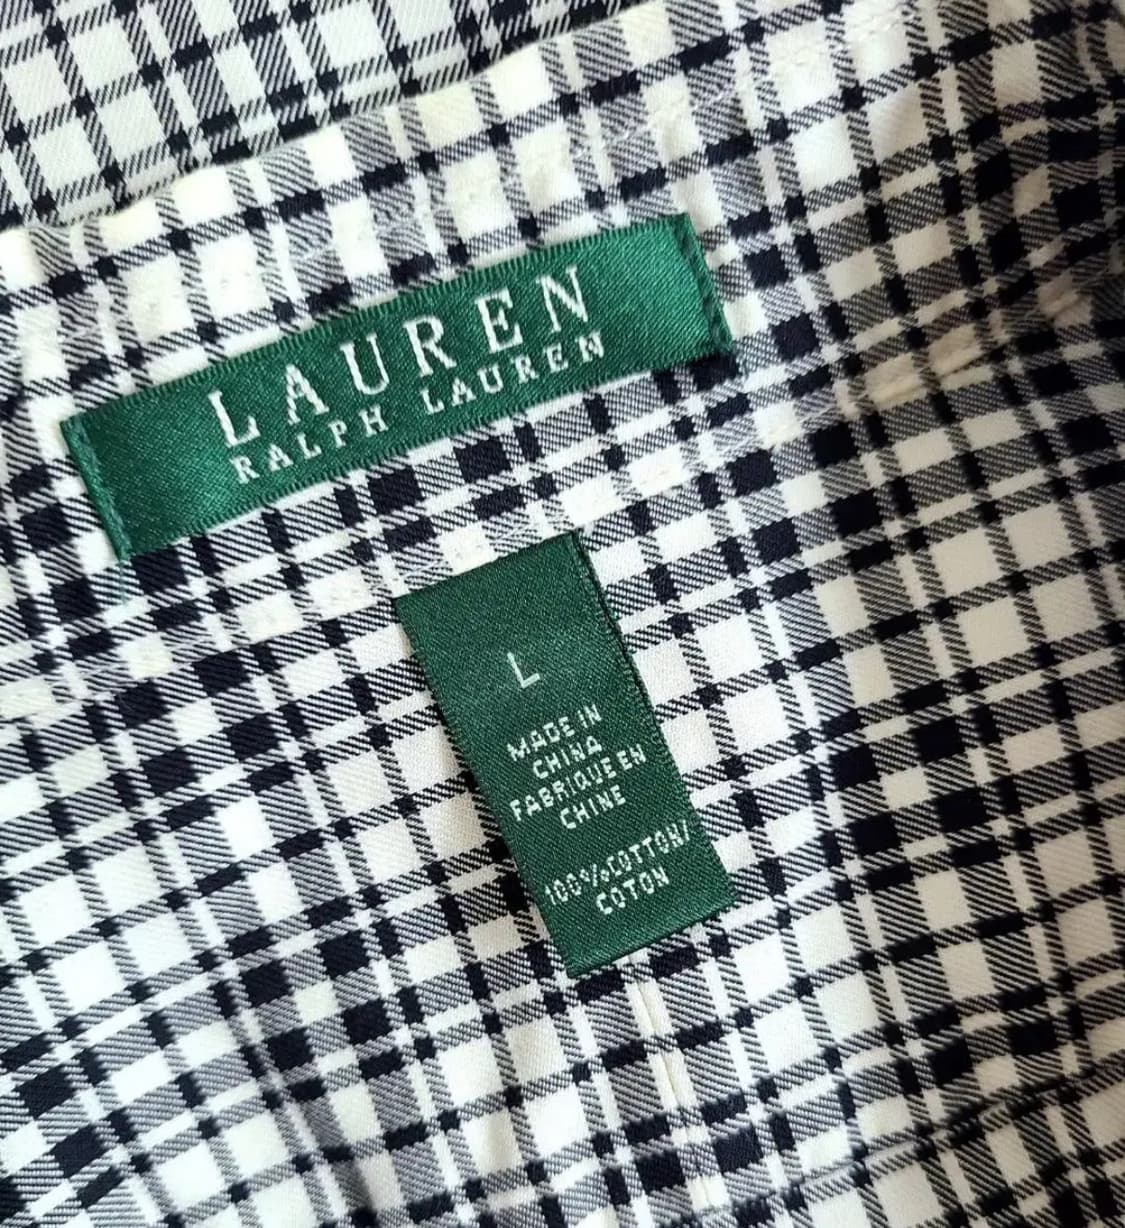 LAUREN
RALPH LAUREN
L
MADE IN
CHINA
FABRIQUE EN
CHINE
100%COTTON/
COTON